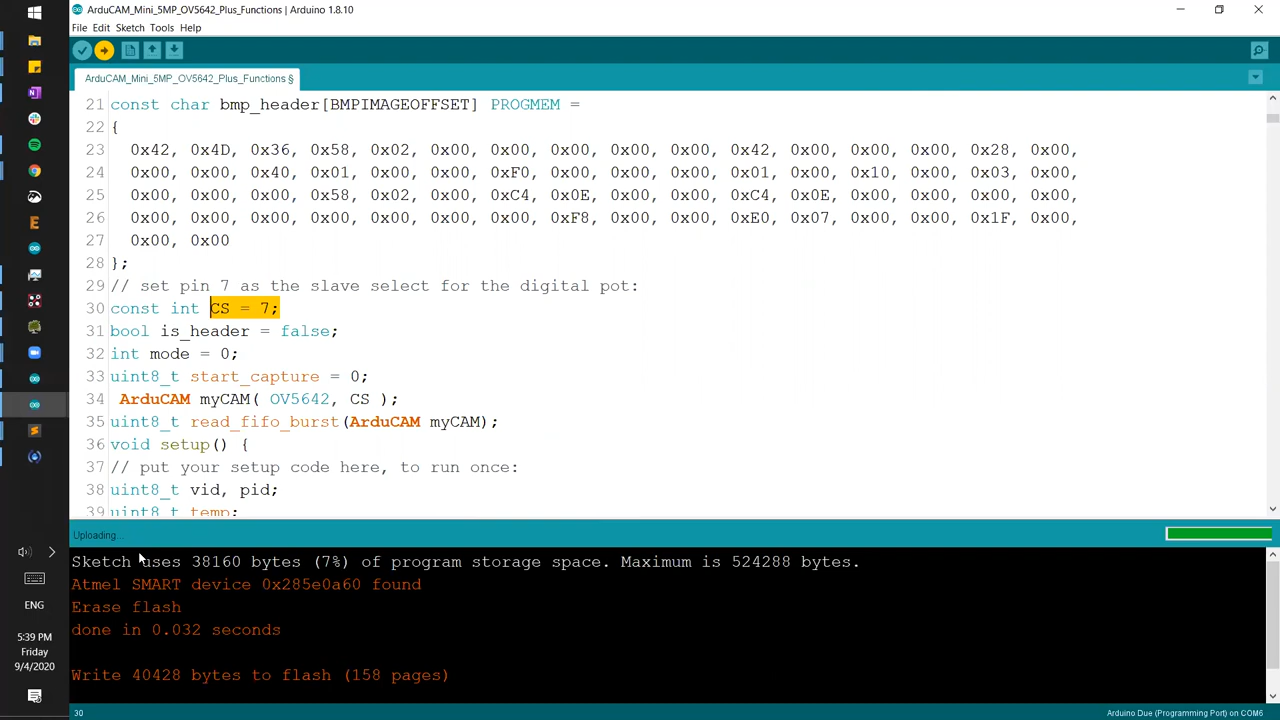 ArduCAM_Mini_5MP_OV5642_Plus_Functions | Arduino 1.8.10
File Edit Sketch Tools Help
ArduCAM_Mini_5MP_OV5642_Plus_Functions §
21 const char bmp_header[BMPIMAGEOFFSET] PROGMEM =
22 {
23 0x42, 0x4D, 0x36, 0x58, 0x02, 0x00, 0x00, 0x00, 0x00, 0x00, 0x42, 0x00, 0x00, 0x00, 0x28, 0x00,
24 0x00, 0x00, 0x40, 0x01, 0x00, 0x00, 0xF0, 0x00, 0x00, 0x00, 0x01, 0x00, 0x10, 0x00, 0x03, 0x00,
25 0x00, 0x00, 0x00, 0x58, 0x02, 0x00, 0xC4, 0x0E, 0x00, 0x00, 0xC4, 0x0E, 0x00, 0x00, 0x00, 0x00,
26 0x00, 0x00, 0x00, 0x00, 0x00, 0x00, 0x00, 0xF8, 0x00, 0x00, 0xE0, 0x07, 0x00, 0x00, 0x1F, 0x00,
27 0x00, 0x00
28 };
29 // set pin 7 as the slave select for the digital pot:
30 const int CS = 7;
31 bool is_header = false;
32 int mode = 0;
33 uint8_t start_capture = 0;
34 ArduCAM myCAM( OV5642, CS );
35 uint8_t read_fifo_burst(ArduCAM myCAM);
36 void setup() {
37 // put your setup code here, to run once:
38 uint8_t vid, pid;
39 uint8_t temp;
Uploading...
Sketch uses 38160 bytes (7%) of program storage space. Maximum is 524288 bytes.
Atmel SMART device 0x285e0a60 found
Erase flash
done in 0.032 seconds
Write 40428 bytes to flash (158 pages)
30
Arduino Due (Programming Port) on COM6
ENG
5:39 PM
Friday
9/4/2020